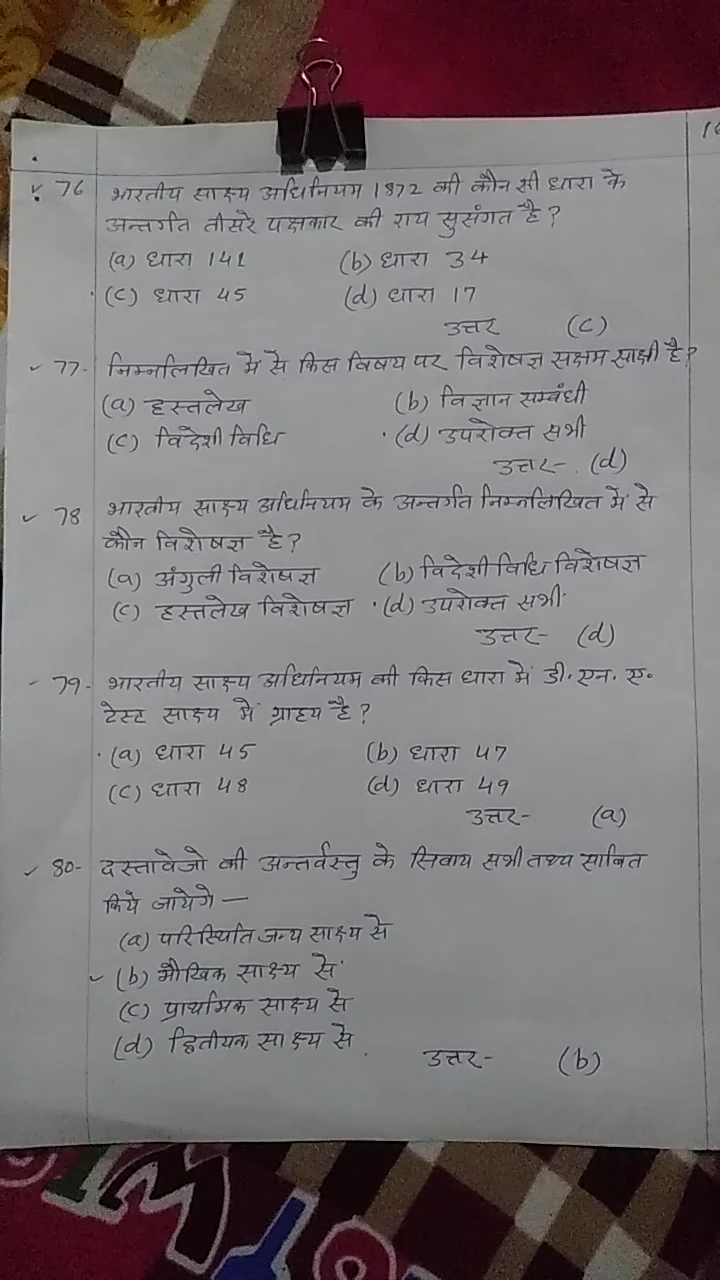 76 भारतीय साक्ष्य अधिनियम 1872 की कौन सी धारा के
अन्तर्गत तीसरे पक्षकार की राय सुसंगत है?
(a) धारा 141 (b) धारा 34
(c) धारा 45 (d) धारा 17
उत्तर (c)
77- निम्नलिखित में से किस विषय पर विशेषज्ञ सक्षम साक्षी है?
(a) हस्तलेख (b) विज्ञान सम्बंधी
(c) विदेशी विधि (d) उपरोक्त सभी
उत्तर- (d)
78 भारतीय साक्ष्य अधिनियम के अन्तर्गत निम्नलिखित में से
कौन विशेषज्ञ है?
(a) अंगुली विशेषज्ञ (b) विदेशी विधि विशेषज्ञ
(c) हस्तलेख विशेषज्ञ (d) उपरोक्त सभी
उत्तर- (d)
79- भारतीय साक्ष्य अधिनियम की किस धारा में डी॰ एन॰ ए॰
टेस्ट साक्ष्य में ग्राह्य है?
(a) धारा 45 (b) धारा 47
(c) धारा 48 (d) धारा 49
उत्तर- (a)
80- दस्तावेजो की अन्तर्वस्तु के सिवाय सभी तथ्य साबित
किये जायेगे —
(a) परिस्थिति जन्य साक्ष्य से
(b) मौखिक साक्ष्य से
(c) प्राथमिक साक्ष्य से
(d) द्वितीयक साक्ष्य से
उत्तर- (b)